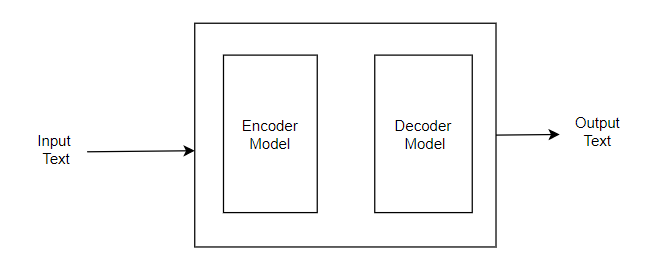 Input
Text
Encoder
Model
Decoder
Model
Output
Text